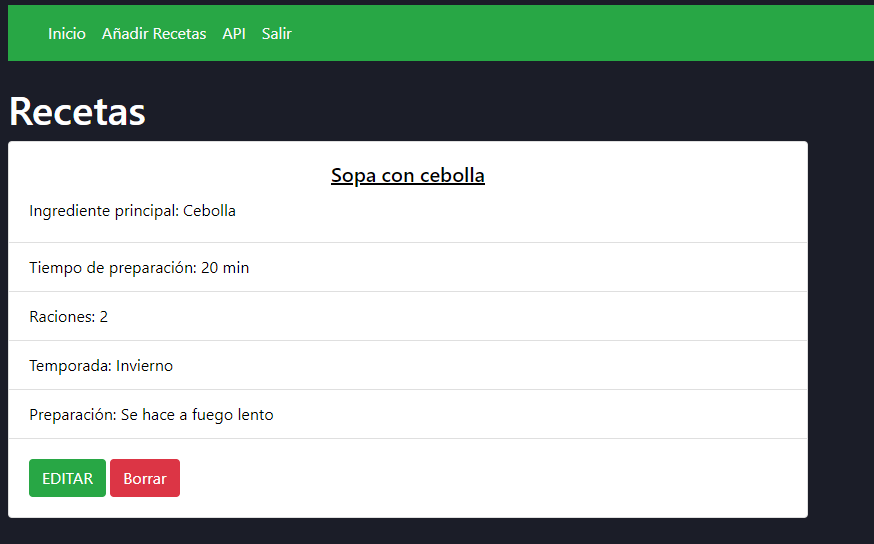 Inicio Añadir Recetas API Salir
Recetas
Sopa con cebolla
Ingrediente principal: Cebolla
Tiempo de preparación: 20 min
Raciones: 2
Temporada: Invierno
Preparación: Se hace a fuego lento
EDITAR Borrar